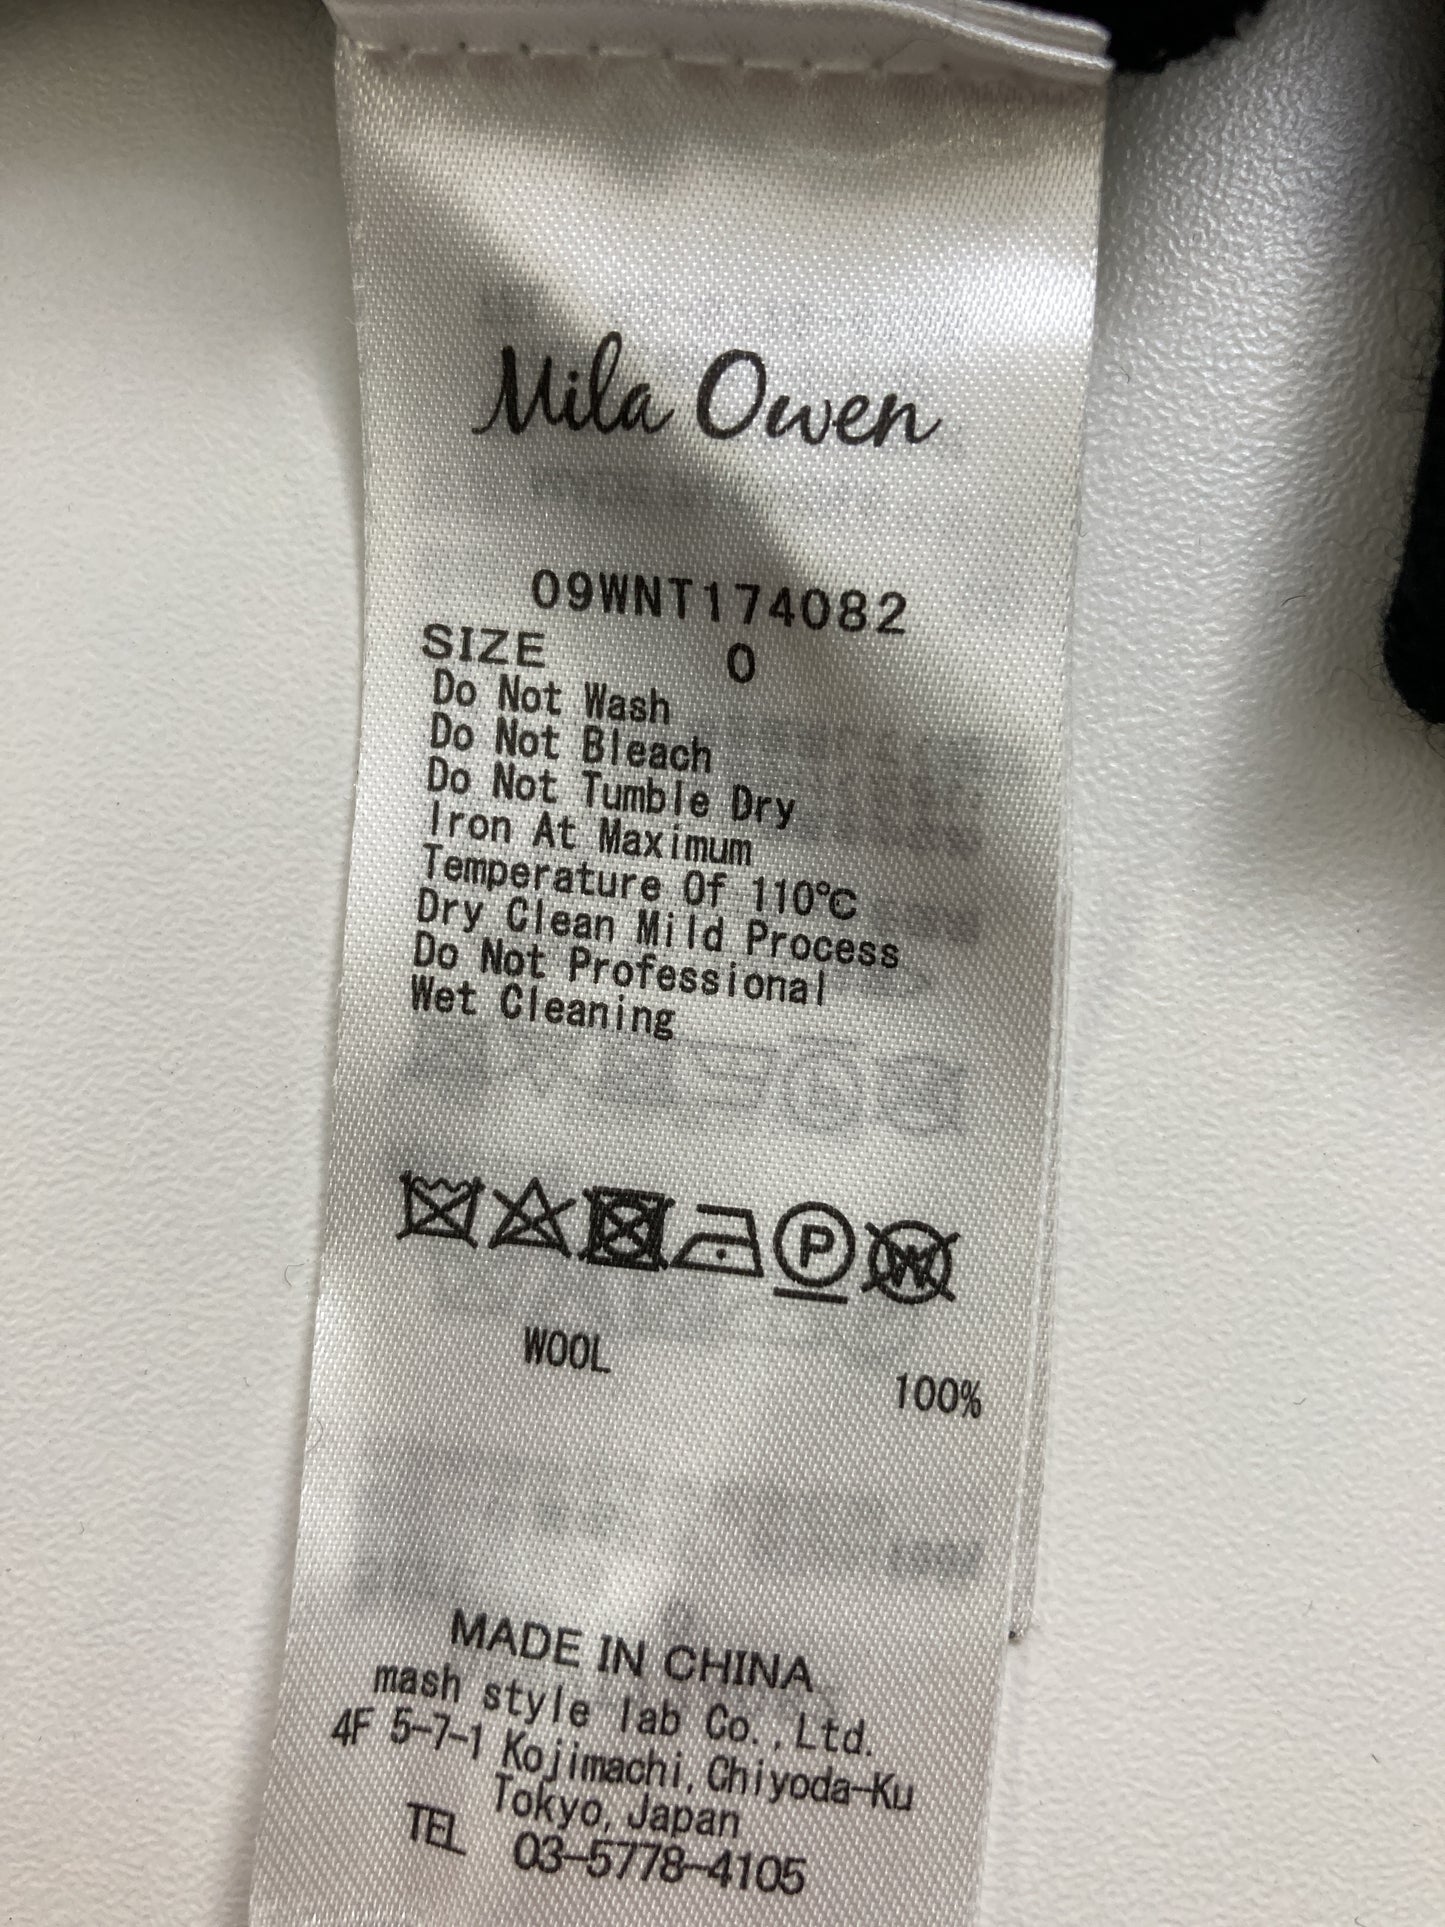 Mila Owen
09WNT174082
SIZE 0
Do Not Wash
Do Not Bleach
Do Not Tumble Dry
Iron At Maximum
Temperature Of 110℃
Dry Clean Mild Process
Do Not Professional
Wet Cleaning
P W
WOOL
100%
MADE IN CHINA
mash style lab Co.,Ltd.
4F 5-7-1 Kojimachi,Chiyoda-Ku
Tokyo,Japan
TEL 03-5778-4105